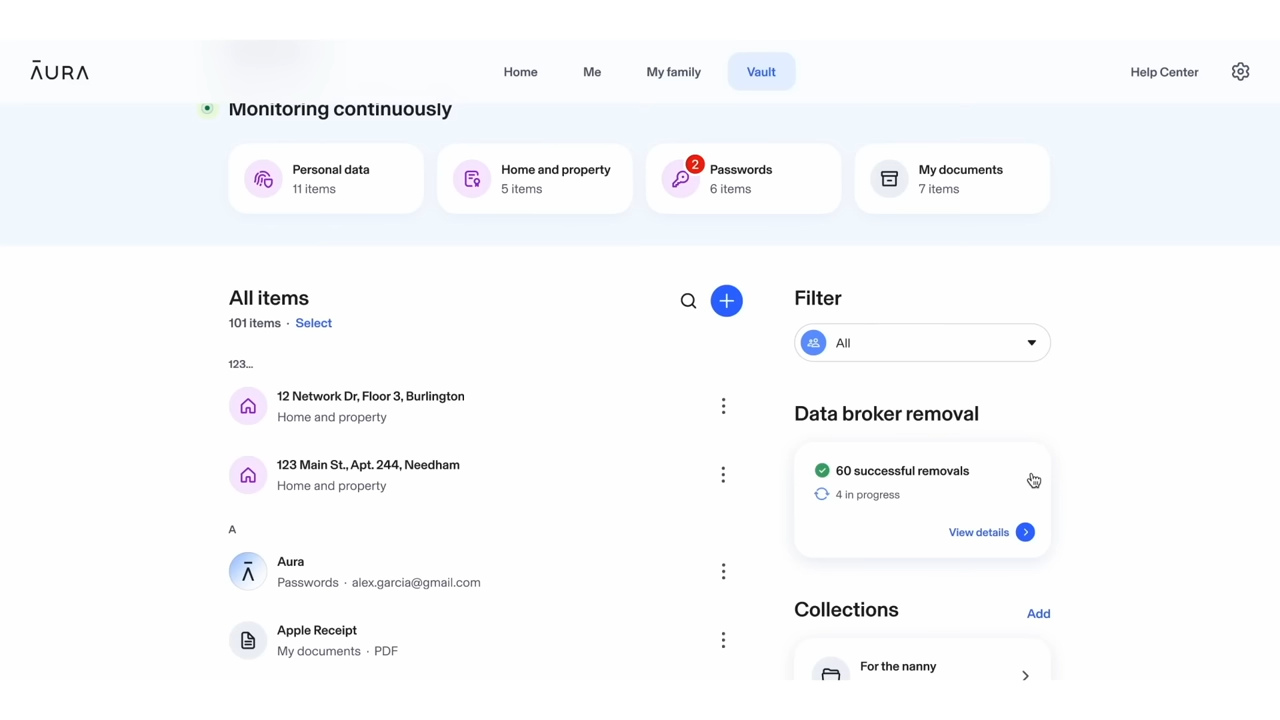 ĀURA
Home
Me
My family
Vault
Help Center
Monitoring continuously
Personal data
11 items
Home and property
5 items
2
Passwords
6 items
My documents
7 items
All items
101 items · Select
123...
12 Network Dr, Floor 3, Burlington
Home and property
123 Main St., Apt. 244, Needham
Home and property
A
Ā
Aura
Passwords · alex.garcia@gmail.com
Apple Receipt
My documents · PDF
Filter
All
Data broker removal
60 successful removals
4 in progress
View details
Collections
Add
For the nanny